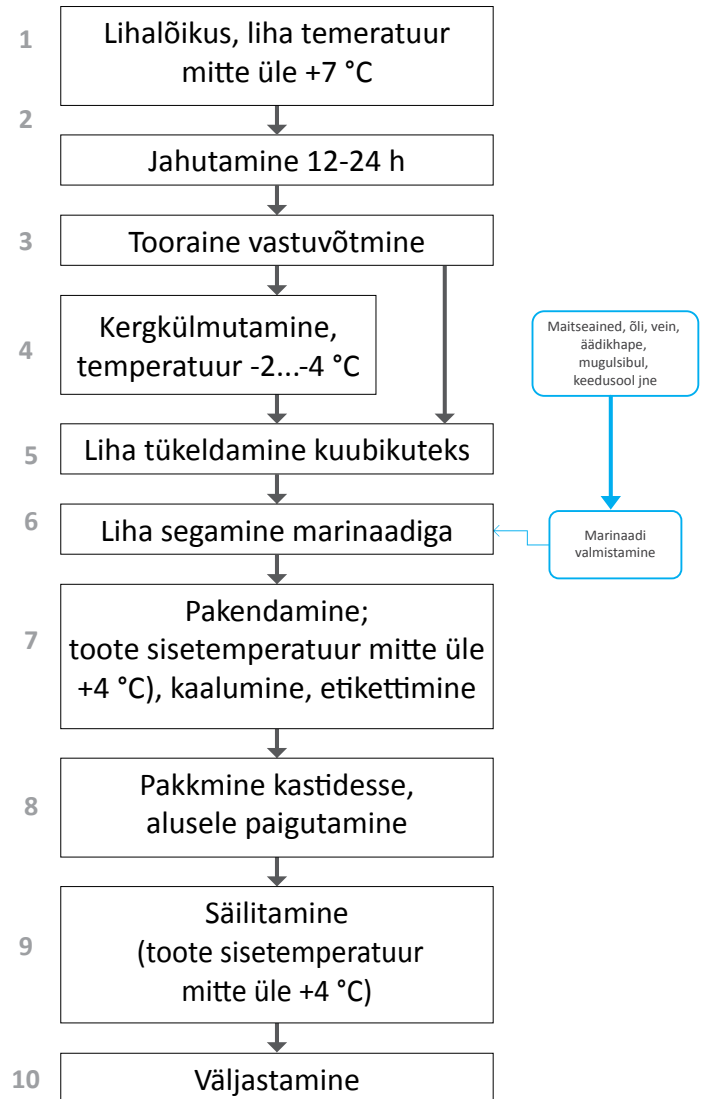 1
Lihalõikus, liha temeratuur
mitte üle +7 °C
2
Jahutamine 12-24 h
3
Tooraine vastuvõtmine
4
Kergkülmutamine,
temperatuur -2...-4 °C
Maitseained, õli, vein,
äädikhape,
mugulsibul,
keedusool jne
5
Liha tükeldamine kuubikuteks
6
Liha segamine marinaadiga
Marinaadi
valmistamine
7
Pakendamine;
toote sisetemperatuur mitte üle
+4 °C), kaalumine, etikettimine
8
Pakkmine kastidesse,
alusele paigutamine
9
Säilitamine
(toote sisetemperatuur
mitte üle +4 °C)
10
Väljastamine